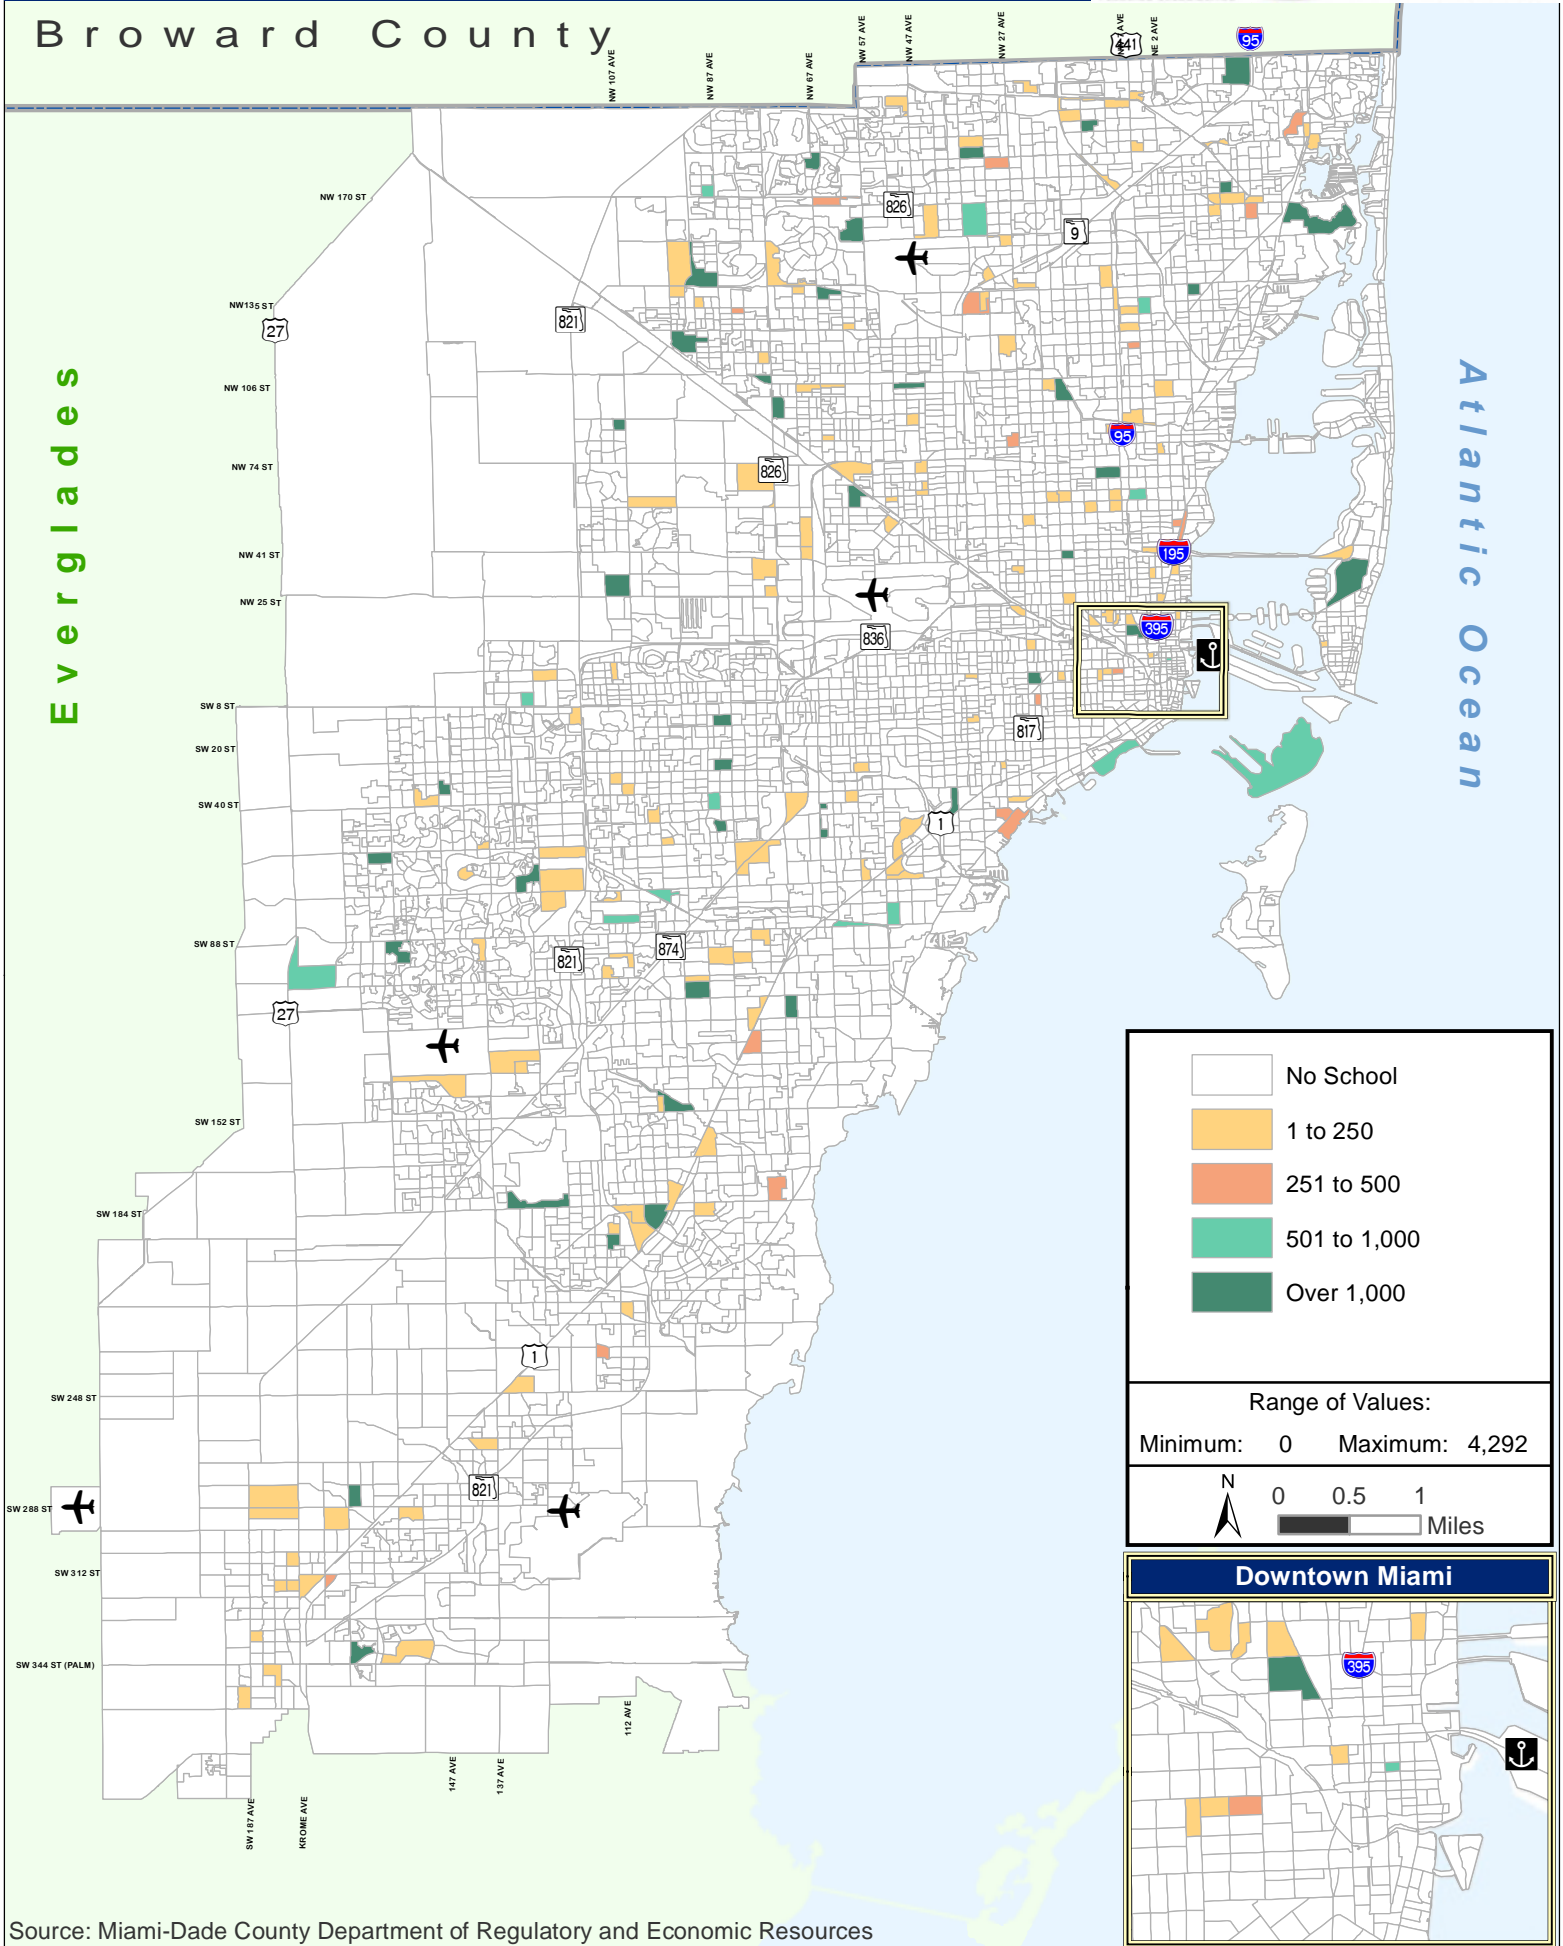 Broward County
NW 107 AVE
NW 87 AVE
NW 67 AVE
NW 57 AVE
NW 47 AVE
NW 27 AVE
441
NE 2 AVE
95
NW 170 ST
826
9
NW135 ST
27
821
Everglades
Atlantic Ocean
NW 106 ST
95
NW 74 ST
826
NW 41 ST
195
NW 25 ST
836
395
SW 8 ST
817
SW 20 ST
SW 40 ST
1
SW 88 ST
821
874
27
SW 152 ST
SW 184 ST
1
SW 248 ST
821
SW 288 ST
SW 312 ST
SW 344 ST (PALM)
112 AVE
147 AVE
137 AVE
SW 187 AVE
KROME AVE
No School
1 to 250
251 to 500
501 to 1,000
Over 1,000
Range of Values:
Minimum: 0 Maximum: 4,292
N
0 0.5 1
Miles
Downtown Miami
395
Source: Miami-Dade County Department of Regulatory and Economic Resources